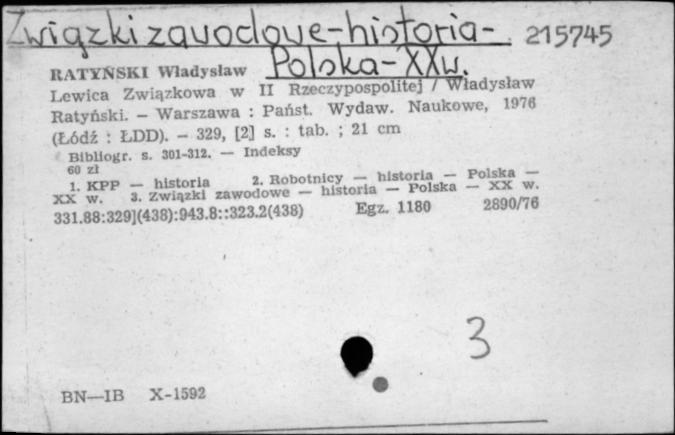 Związki zawodowe-historia- 215745
Polska-XXw.
RATYŃSKI Władysław
Lewica Związkowa w II Rzeczypospolitej / Władysław
Ratyński. — Warszawa : Państ. Wydaw. Naukowe, 1976
(Łódź : ŁDD). — 329, [2] s. : tab. ; 21 cm
Bibliogr. s. 301-312. — Indeksy
60 zł
1. KPP — historia 2. Robotnicy — historia — Polska —
XX w. 3. Związki zawodowe — historia — Polska — XX w.
331.88:329](438):943.8::323.2(438) Egz. 1180 2890/76
3
BN—IB X-1592